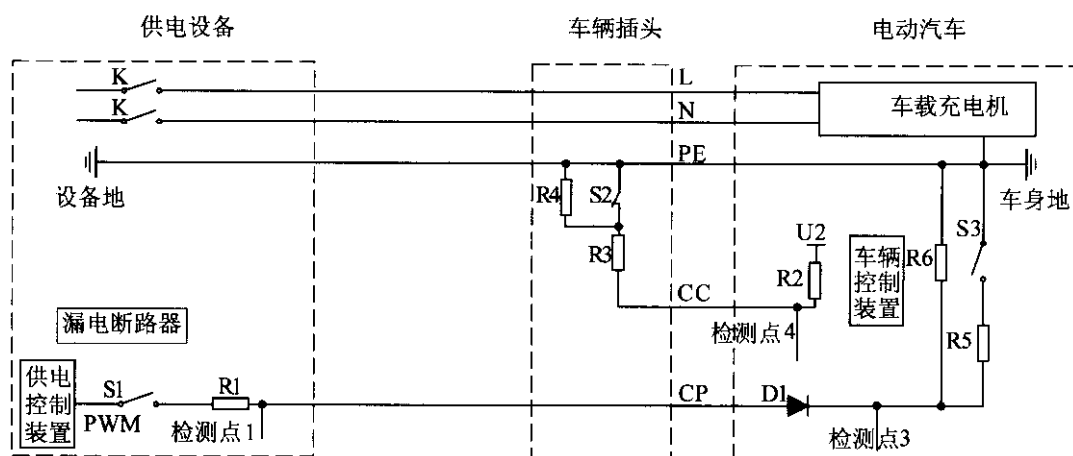 供电设备
车辆插头
电动汽车
K
L
车载充电机
K
N
PE
设备地
R4
S2
车身地
S3
U2
R3
R2
车辆
控制
装置
R6
CC
漏电断路器
检测点4
R5
供电
控制
装置
S1
R1
CP
D1
PWM
检测点1
检测点3